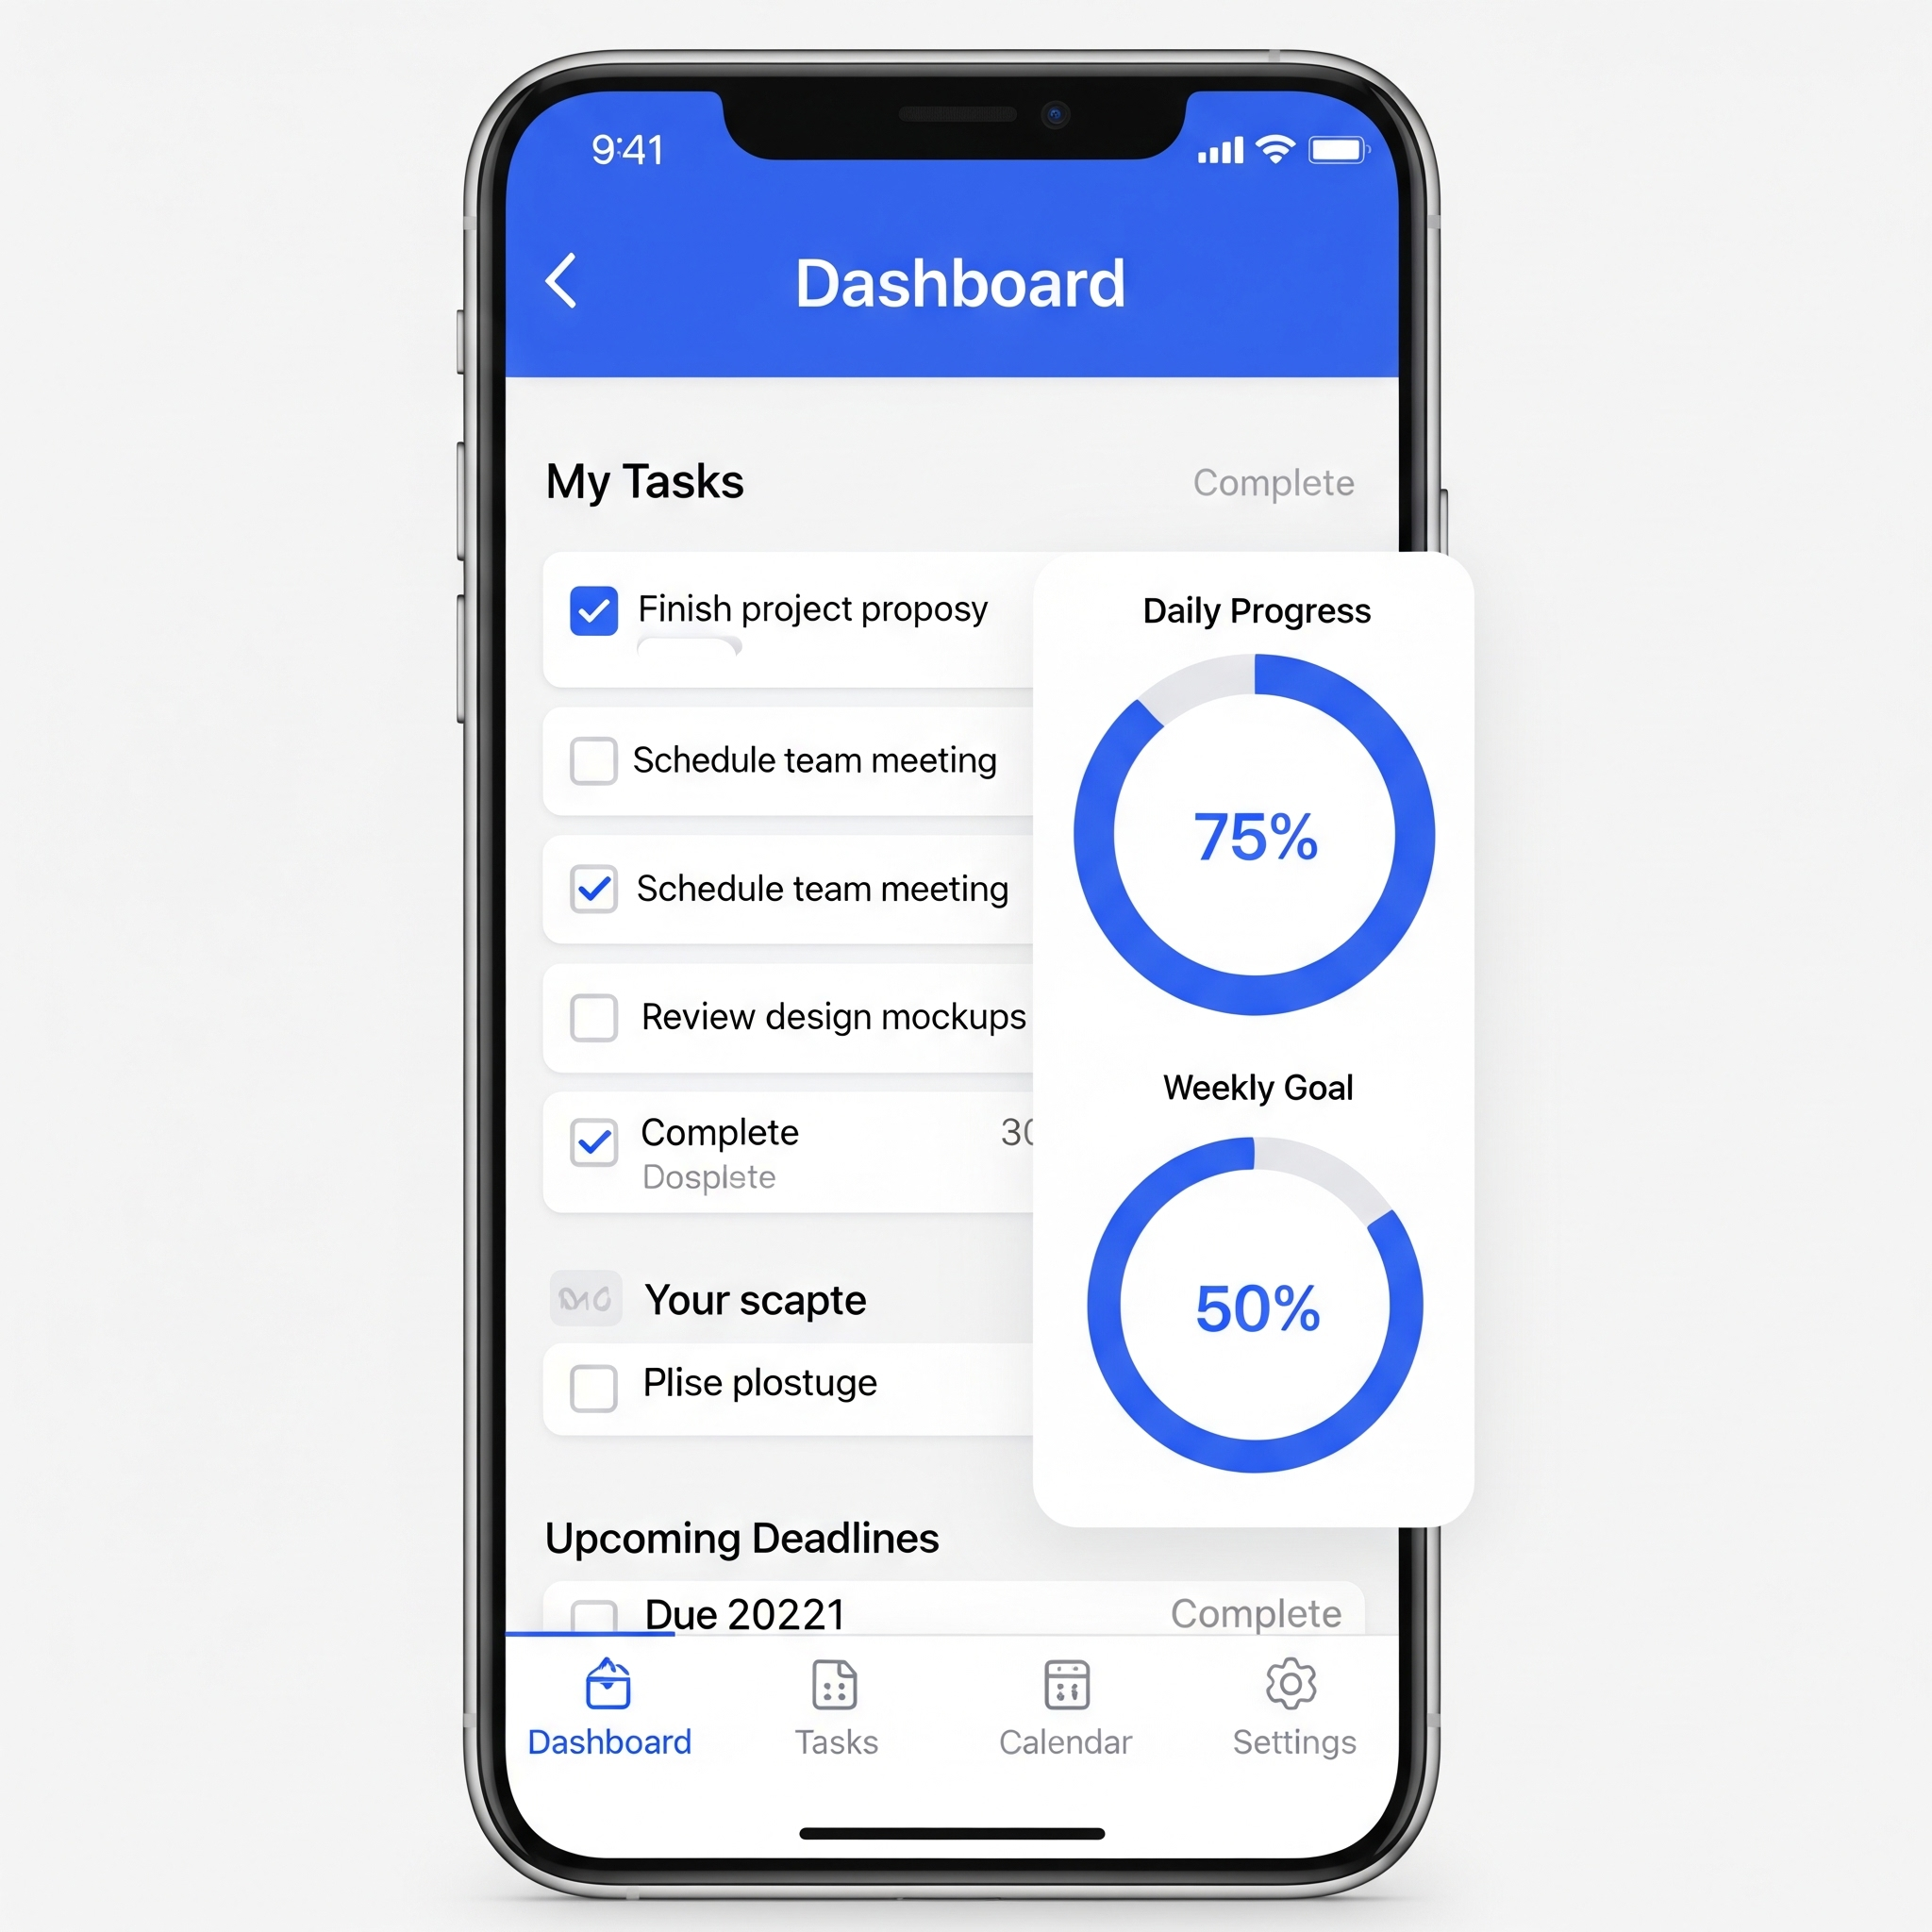 9:41
Dashboard
My Tasks
Complete
Finish project proposy
Schedule team meeting
Schedule team meeting
Review design mockups
Complete
30
Dosplete
Your scapte
Plise plostuge
Daily Progress
75%
Weekly Goal
50%
Upcoming Deadlines
Due 20221
Complete
Dashboard
Tasks
Calendar
Settings